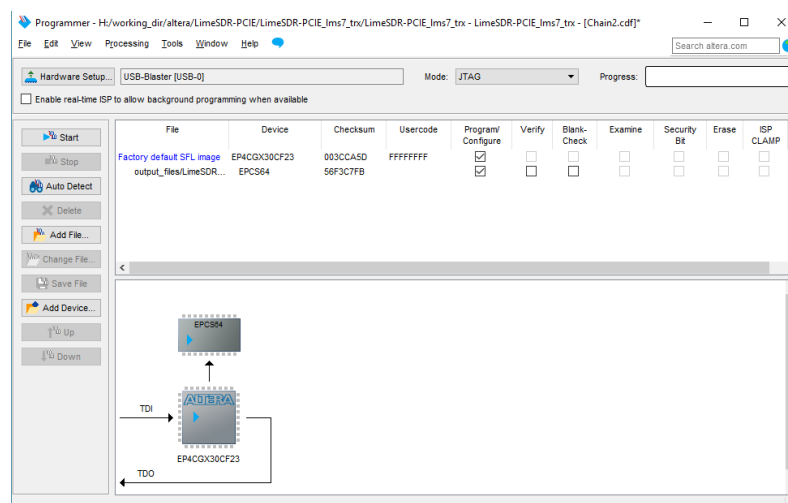 Programmer - H:/working_dir/altera/LimeSDR-PCIE/LimeSDR-PCIE_lms7_trx/LimeSDR-PCIE_lms7_trx - LimeSDR-PCIE_lms7_trx - [Chain2.cdf]*
File Edit View Processing Tools Window Help
Search altera.com
Hardware Setup... USB-Blaster [USB-0] Mode: JTAG Progress:
Enable real-time ISP to allow background programming when available
Start
Stop
Auto Detect
Delete
Add File...
Change File...
Save File
Add Device...
Up
Down
File Device Checksum Usercode Program/ Verify Blank- Examine Security Erase ISP
Configure Check Bit CLAMP
Factory default SFL image EP4CGX30CF23 003CCA5D FFFFFFFF
output_files/LimeSDR... EPCS64 56F3C7FB
EPCS64
ALTERA
TDI
EP4CGX30CF23
TDO